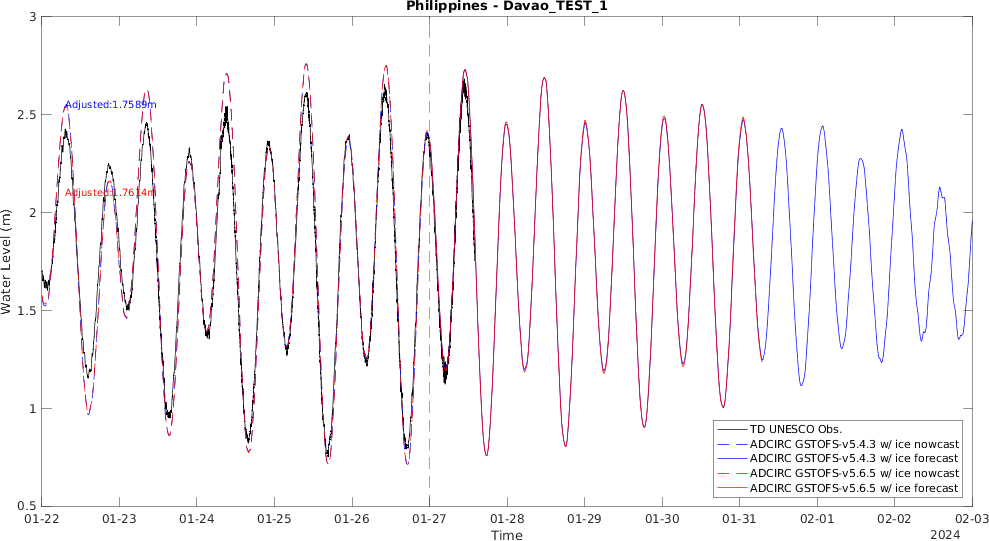 Philippines - Davao_TEST_1
3
2.5
2
1.5
1
0.5
Water Level (m)
Adjusted:1.7589m
Adjusted:1.7614m
TD UNESCO Obs.
ADCIRC GSTOFS-v5.4.3 w/ ice nowcast
ADCIRC GSTOFS-v5.4.3 w/ ice forecast
ADCIRC GSTOFS-v5.6.5 w/ ice nowcast
ADCIRC GSTOFS-v5.6.5 w/ ice forecast
01-22 01-23 01-24 01-25 01-26 01-27 01-28 01-29 01-30 01-31 02-01 02-02 02-03
Time
2024